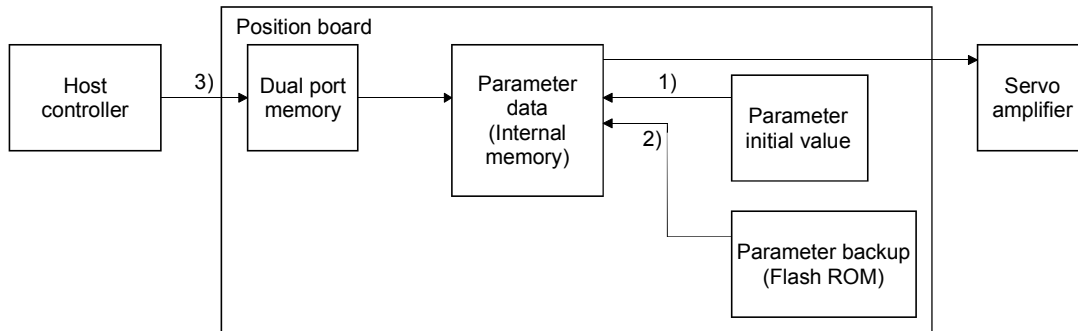 Position board
Host
controller
3)
Dual port
memory
Parameter
data
(Internal
memory)
1)
2)
Parameter
initial value
Parameter backup
(Flash ROM)
Servo
amplifier